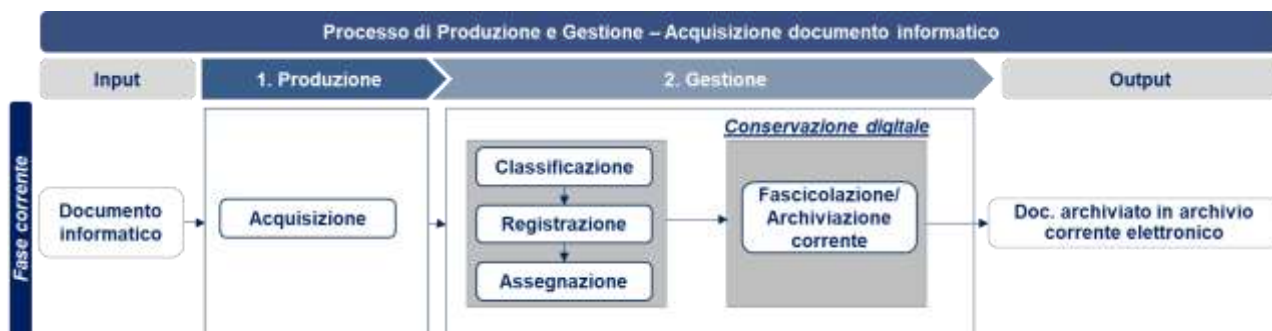 Processo di Produzione e Gestione – Acquisizione documento informatico
Input
1. Produzione
2. Gestione
Output
Fase corrente
Documento
informatico
Acquisizione
Classificazione
Registrazione
Assegnazione
Conservazione digitale
Fascicolazione/
Archiviazione
corrente
Doc. archiviato in archivio
corrente elettronico